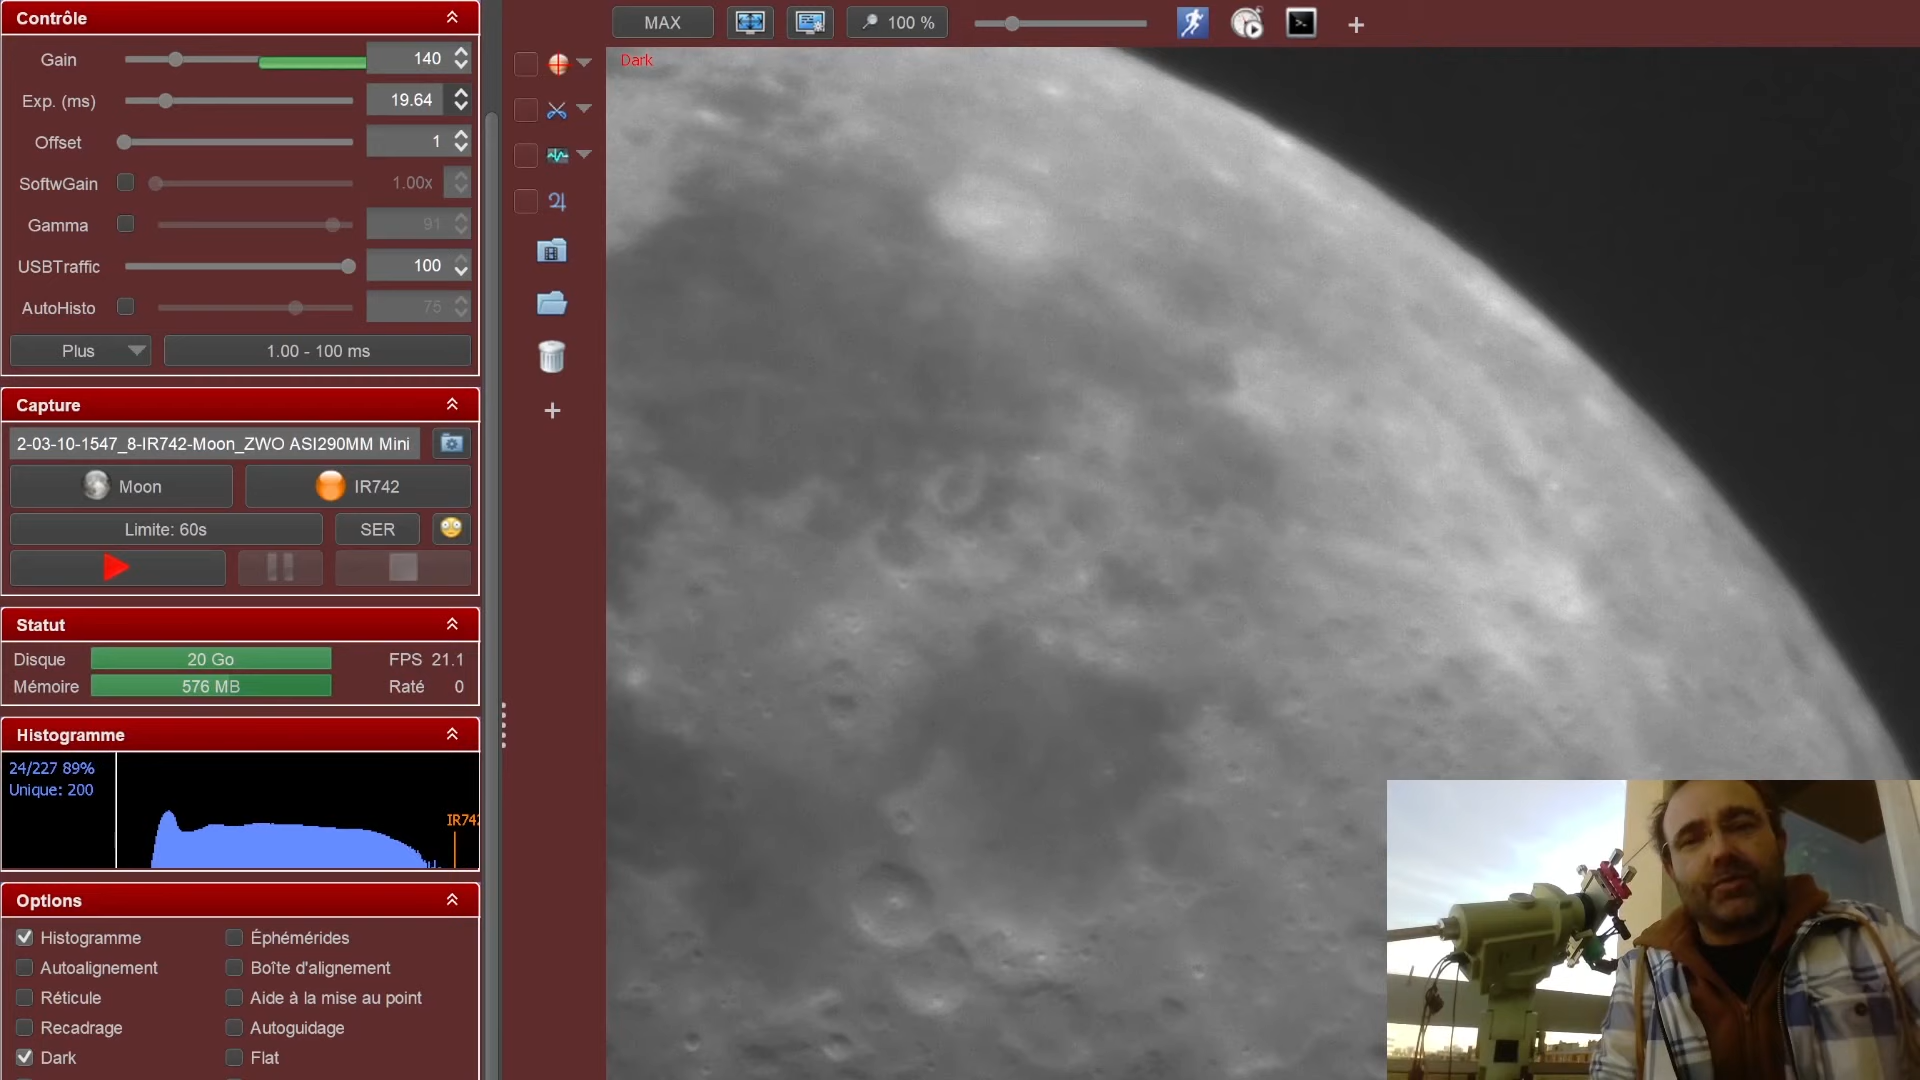 Contrôle
Gain 140
Exp. (ms) 19.64
Offset 1
SoftwGain 1.00x
Gamma 91
USBTraffic 100
AutoHisto 75
Plus 1.00 - 100 ms
Capture
2-03-10-1547_8-IR742-Moon_ZWO ASI290MM Mini
Moon IR742
Limite: 60s SER
Statut
Disque 20 Go FPS 21.1
Mémoire 576 MB Raté 0
Histogramme
24/227 89%
Unique: 200
IR742
Options
Histogramme Éphémérides
Autoalignement Boîte d'alignement
Réticule Aide à la mise au point
Recadrage Autoguidage
Dark Flat
MAX 100 %
Dark